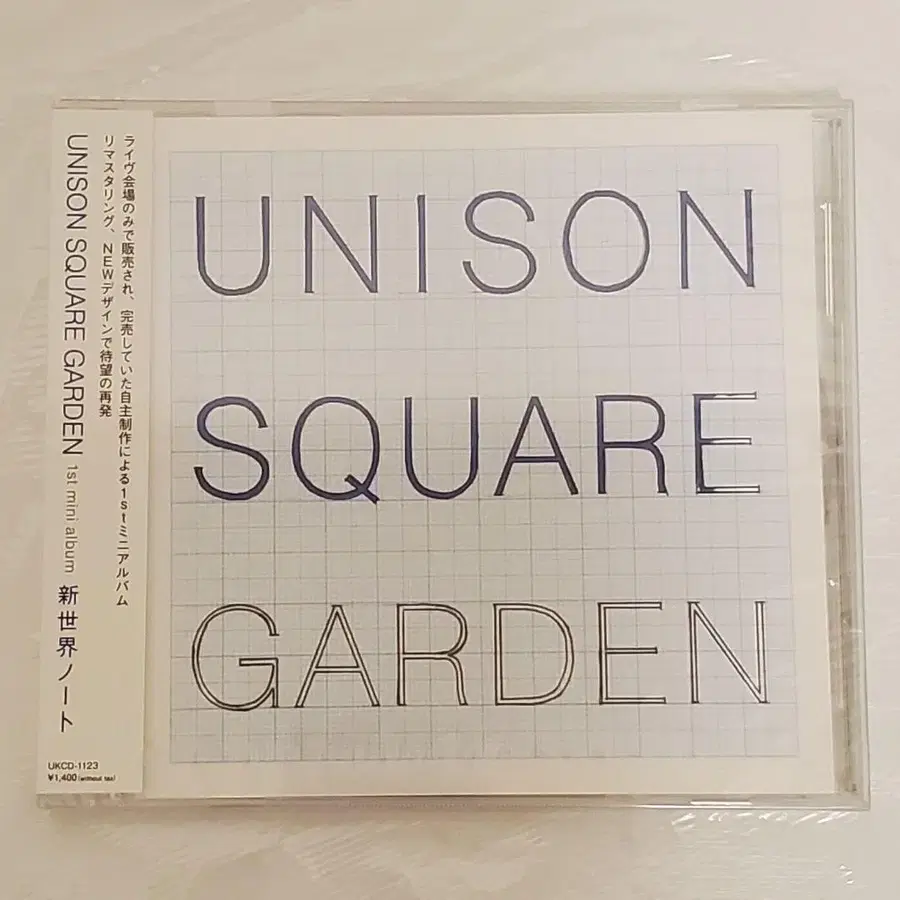 ライヴ会場のみで販売され、完売していた自主制作による1stミニアルバム
リマスタリング、NEWデザインで待望の再発
UNISON SQUARE GARDEN 1st mini album 新世界ノート
UKCD-1123
¥1,400(without tax)
UNISON
SQUARE
GARDEN